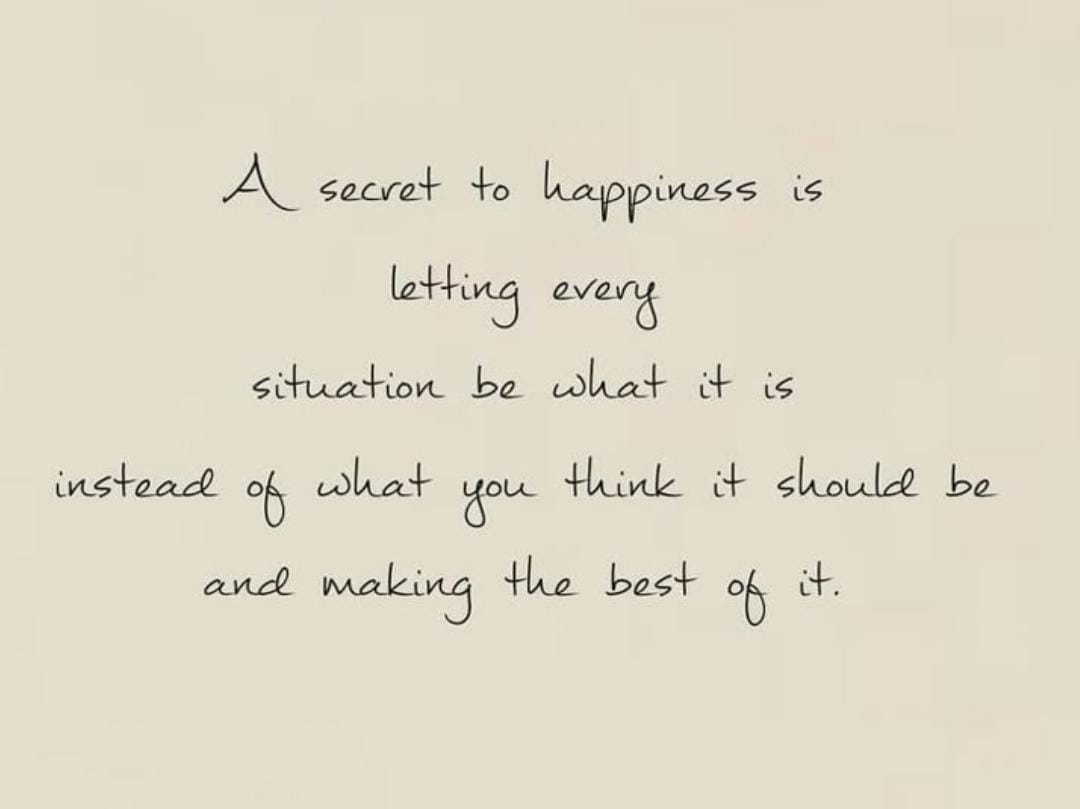 A secret to happiness is
letting every
situation be what it is
instead of what you think it should be
and making the best of it.